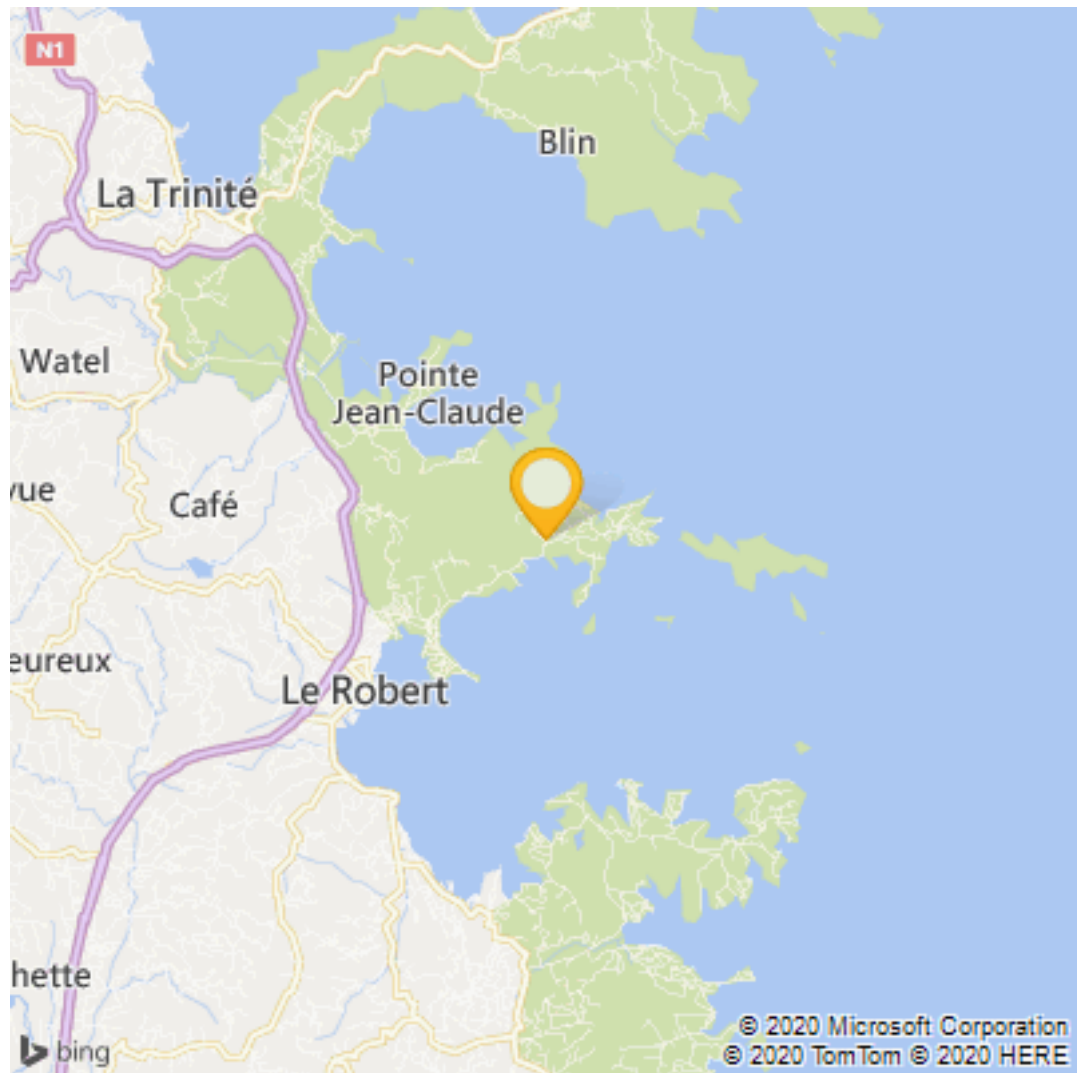 N1
Blin
La Trinité
Watel
Pointe
Jean-Claude
vue
Café
eureux
Le Robert
hette
© 2020 Microsoft Corporation
bing
© 2020 TomTom © 2020 HERE